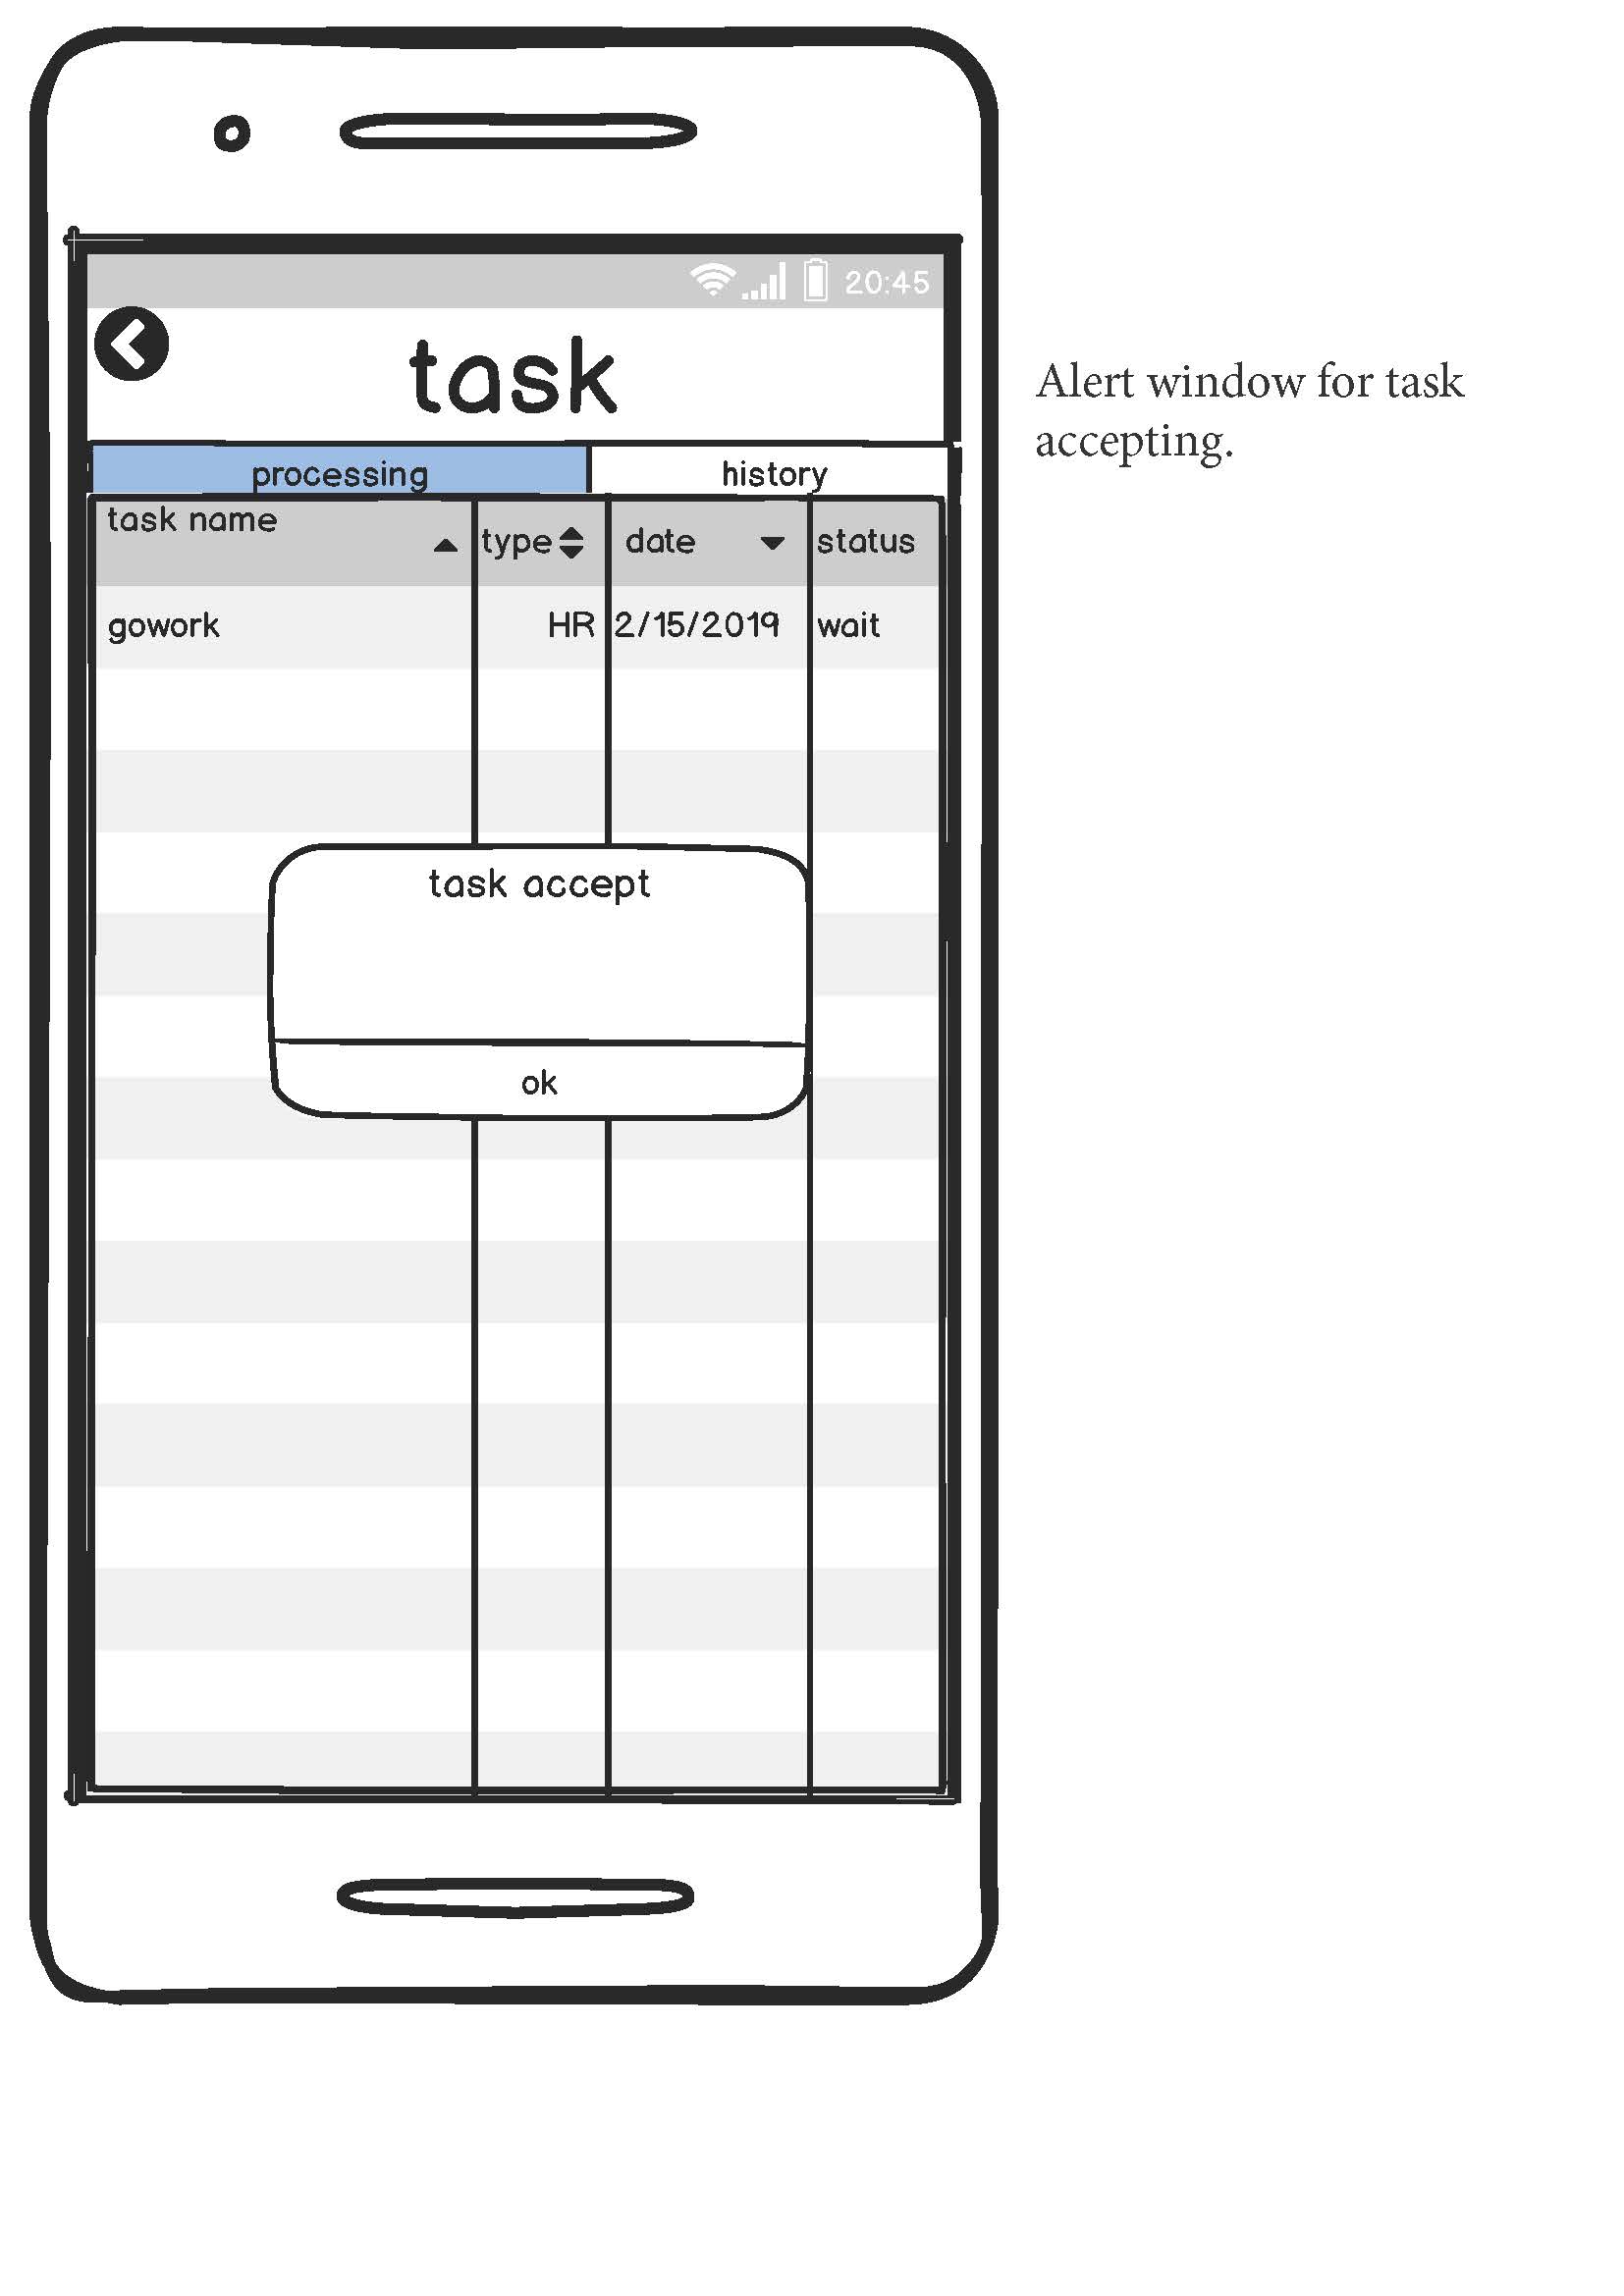 20:45
task
Alert window for task
accepting.
processing history
task name type date status
gowork HR 2/15/2019 wait
task accept
ok